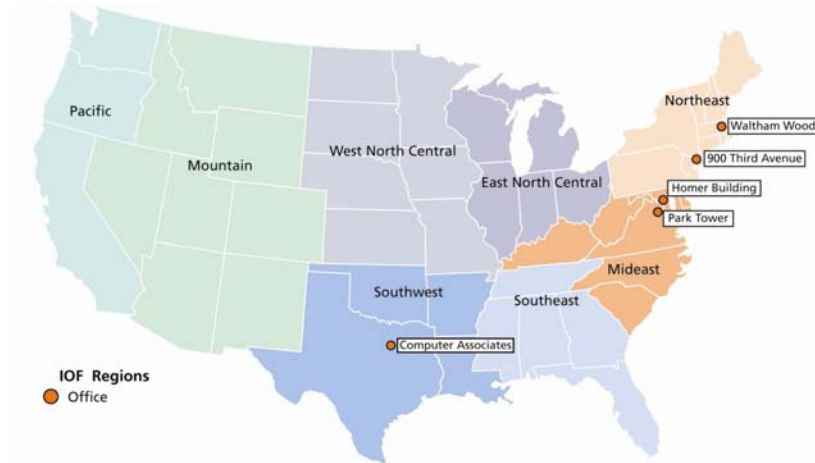 Pacific
Mountain
West North Central
East North Central
Northeast
Waltham Wood
900 Third Avenue
Homer Building
Park Tower
Mideast
Southwest
Southeast
Computer Associates
IOF Regions
Office